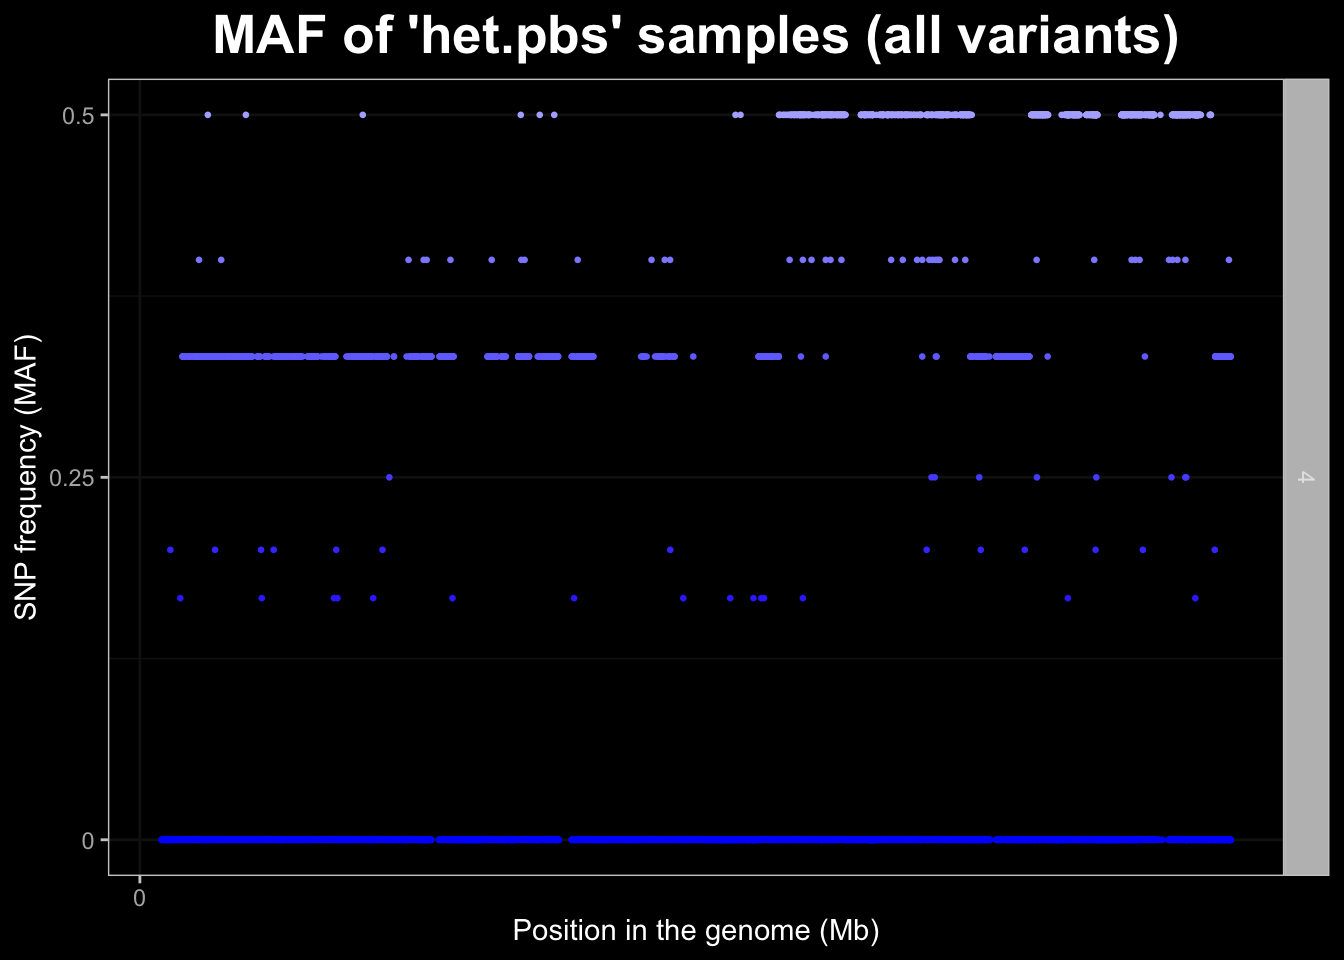 MAF of 'het.pbs' samples (all variants)
SNP frequency (MAF)
0.5
0.25
0
4
0
Position in the genome (Mb)